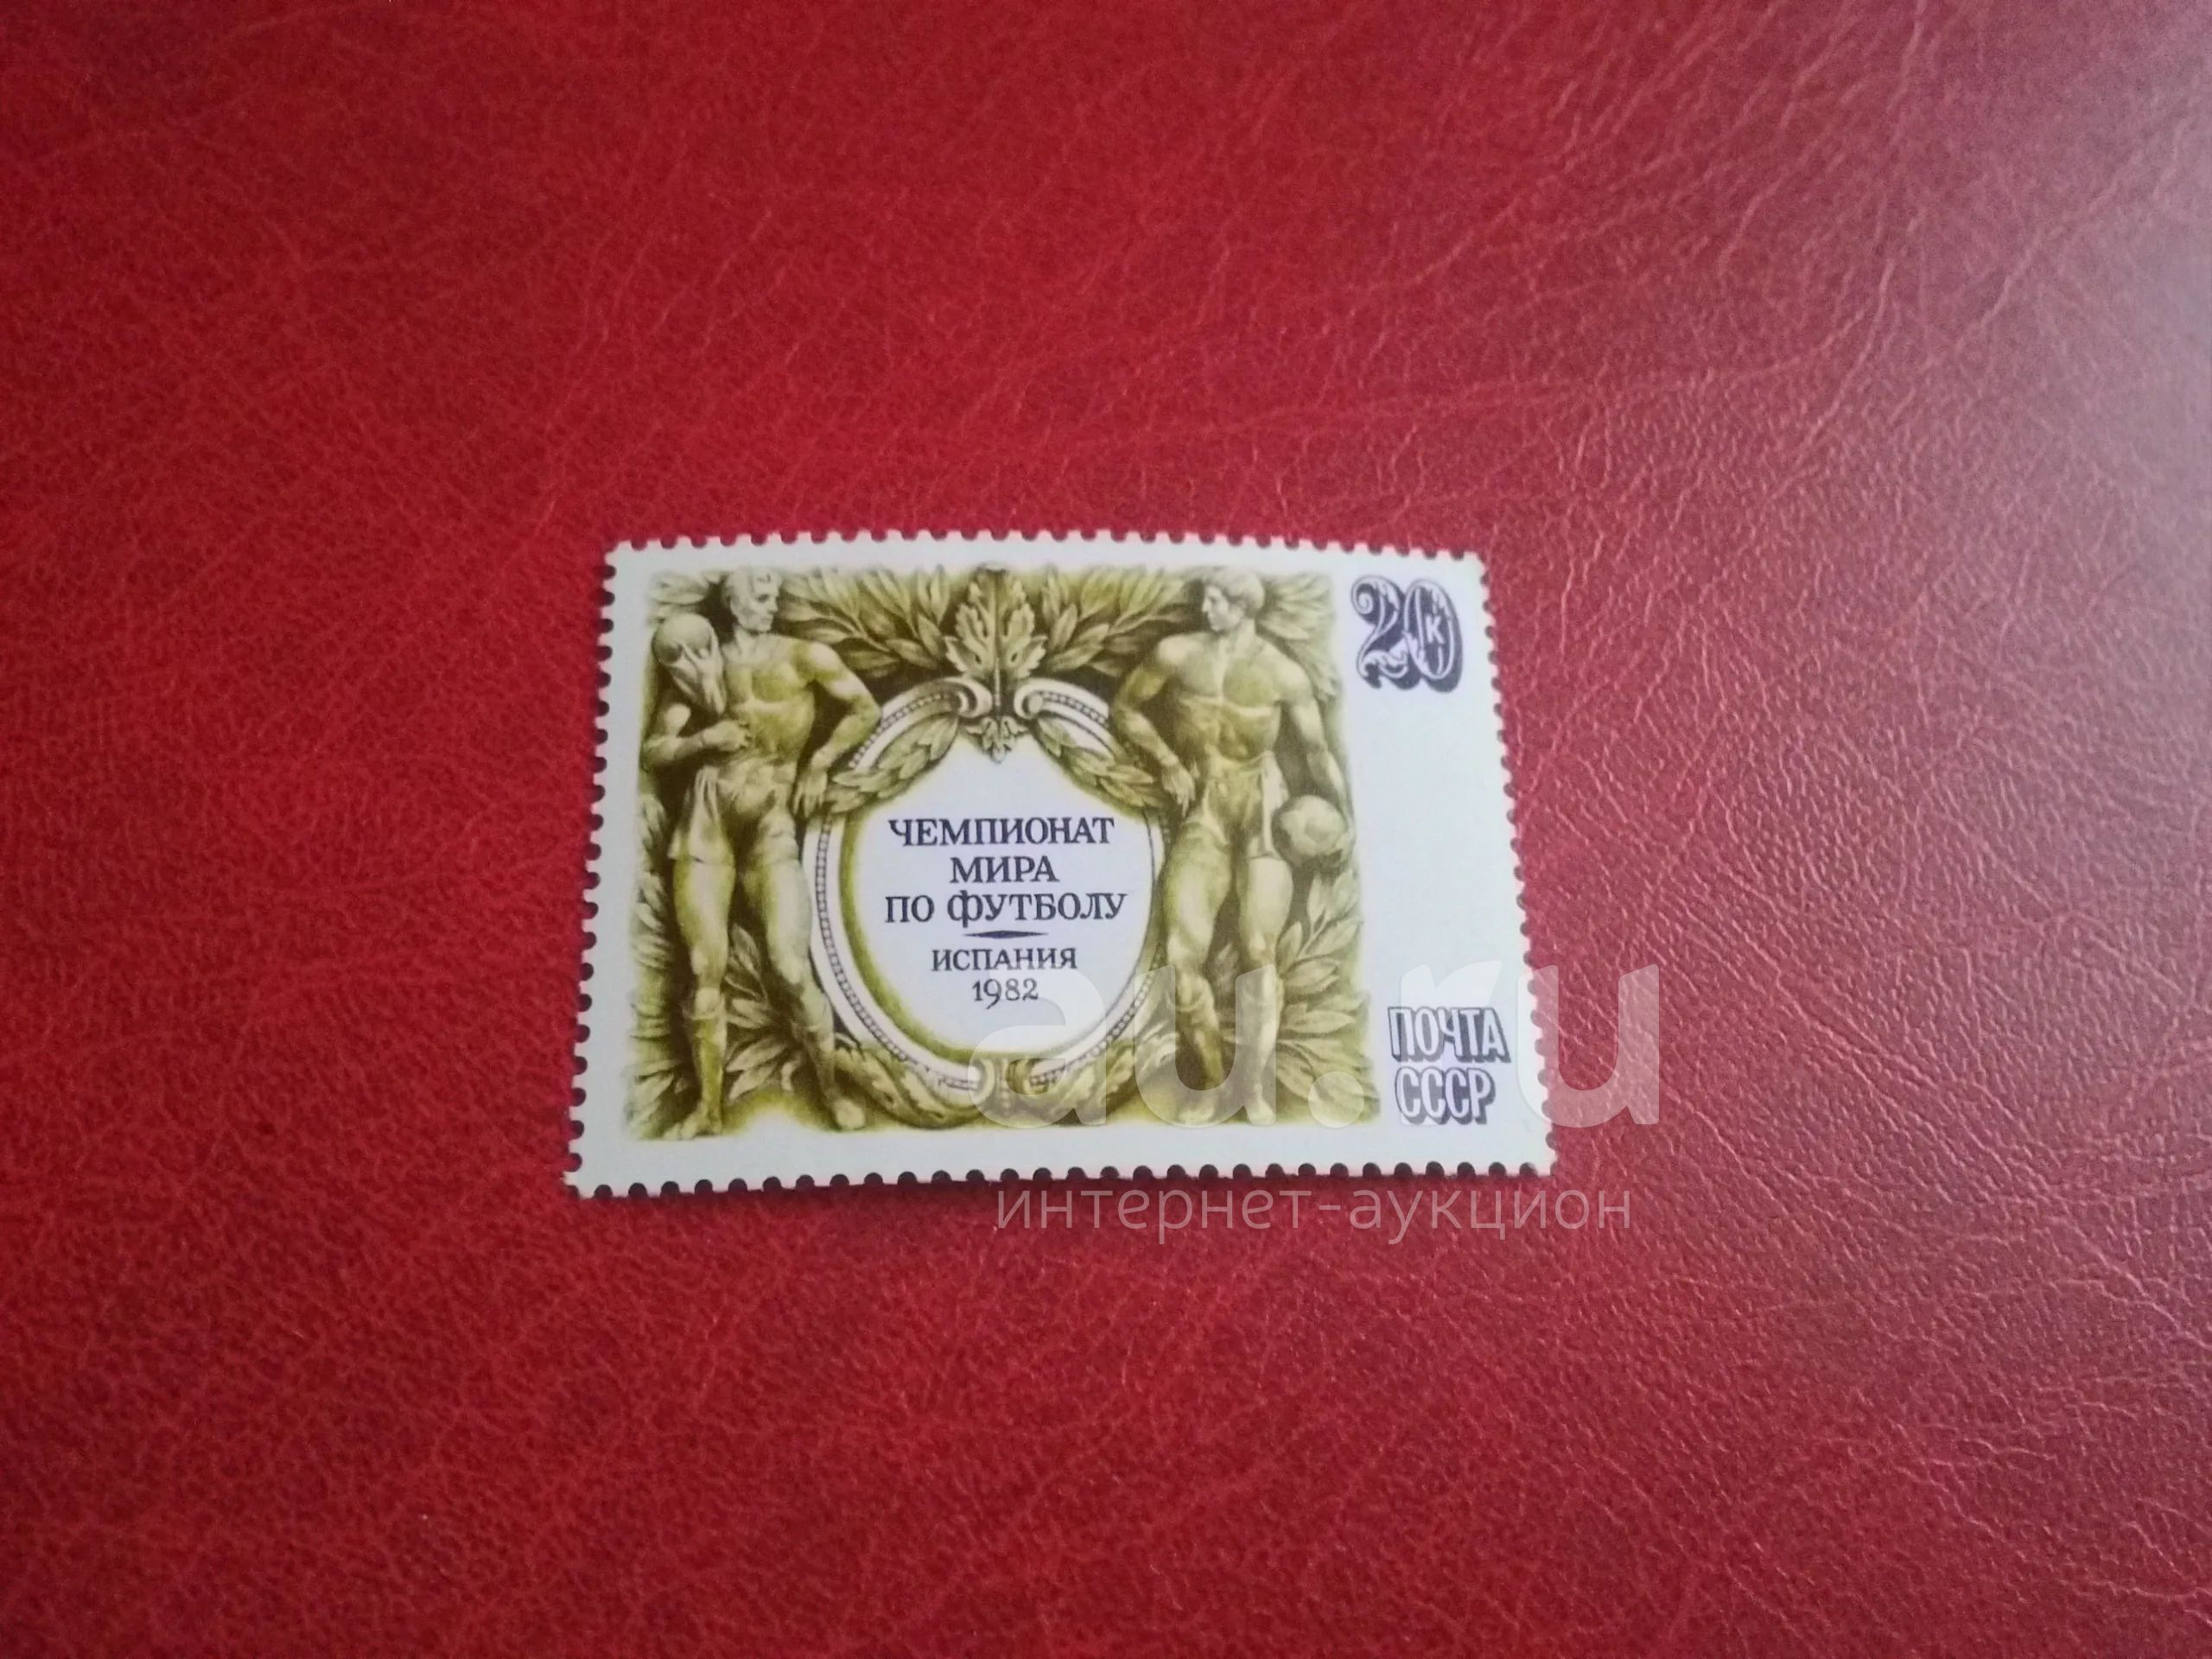 20 к
ЧЕМПИОНАТ
МИРА
ПО ФУТБОЛУ
ИСПАНИЯ
1982
ПОЧТА
СССР
au.ru
интернет-аукцион